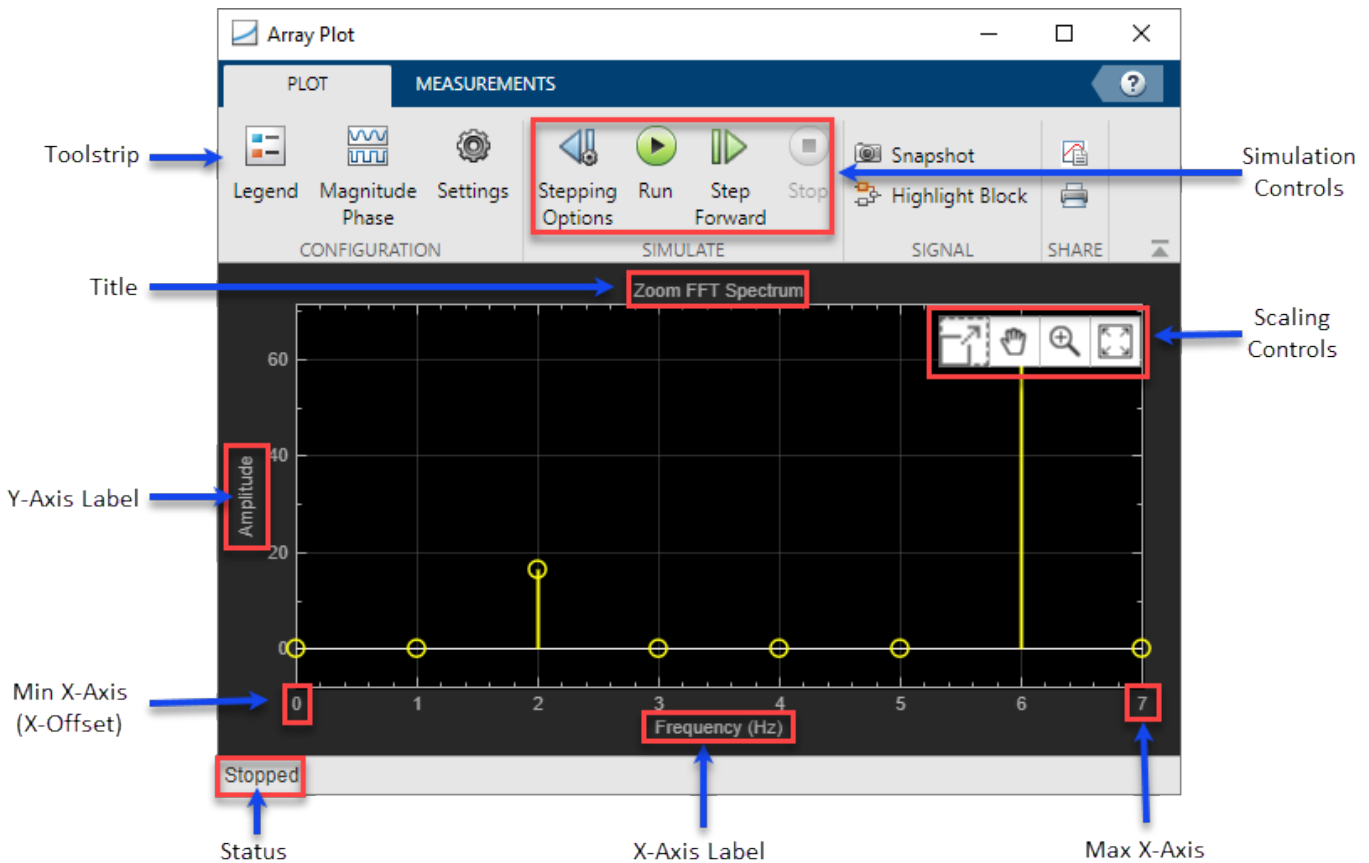 Array Plot
PLOT
MEASUREMENTS
?
Toolstrip
Legend
Magnitude
Phase
Settings
Stepping
Options
Run
Step
Forward
Stop
Snapshot
Highlight Block
Simulation
Controls
CONFIGURATION
SIMULATE
SIGNAL
SHARE
Title
Zoom FFT Spectrum
Scaling
Controls
60
40
20
0
Y-Axis Label
Amplitude
Min X-Axis
(X-Offset)
0 1 2 3 4 5 6 7
Frequency (Hz)
Stopped
Status
X-Axis Label
Max X-Axis